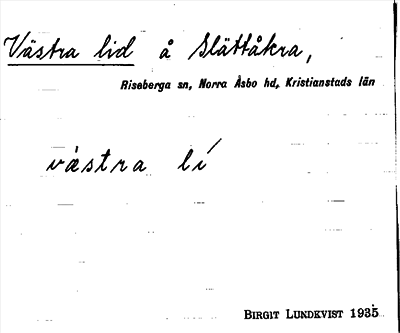 Västra lid å Slättåkra,
Riseberga sn, Norra Åsbo hd, Kristianstads län
västra lí
BIRGIT LUNDKVIST 1935